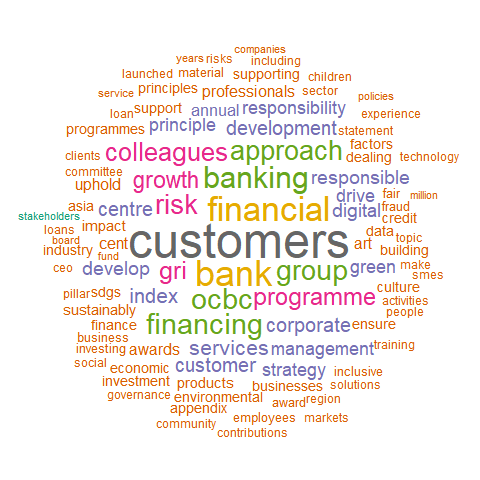 companies
years risks including
launched material supporting children
service principles professionals sector policies
loan support annual responsibility experience
programmes principle development statement
clients colleagues approach factors
committee dealing technology
uphold growth banking responsible
asia centre risk financial drive fair million
stakeholders digital fraud
loans impact credit
board customers data
industry cent art topic
ceo fund building
develop gri bank group green make
smes
pillar sdgs index ocbc programme culture
activities
sustainably people
finance financing corporate ensure
business
investing awards services management training
social
economic customer strategy inclusive
investment products businesses solutions
governance environmental
appendix award region
community employees markets
contributions